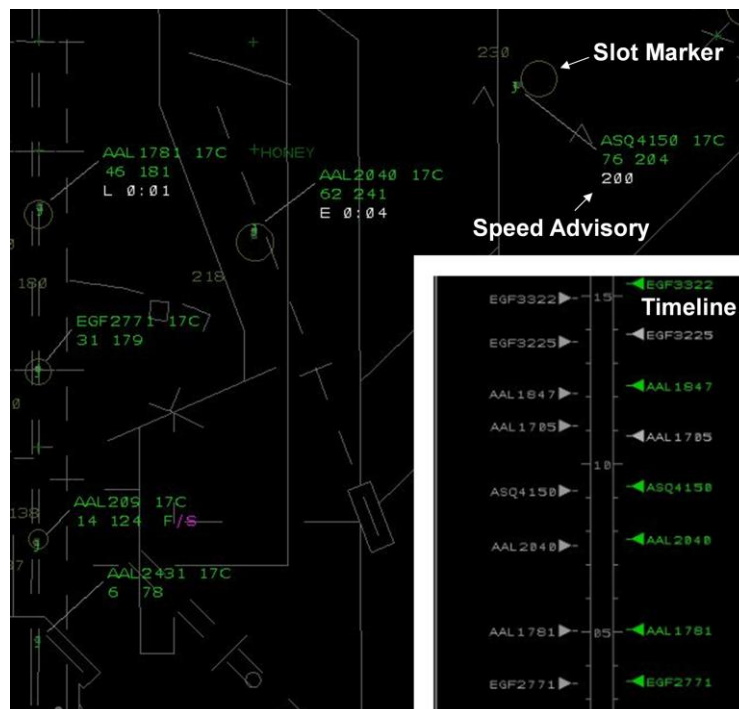 230
Slot Marker
AAL1781 17C
46 181
L 0:01
HONEY
AAL2040 17C
62 241
E 0:04
ASQ4150 17C
76 204
200
Speed Advisory
218
180
EGF2771 17C
31 179
AAL209 17C
14 124 F/S
138
AAL2431 17C
6 78
Timeline
EGF3322
15
EGF3322
EGF3225
EGF3225
AAL1847
AAL1847
AAL1705
AAL1705
10
ASQ4150
ASQ4150
AAL2040
AAL2040
AAL1781
05
AAL1781
EGF2771
EGF2771